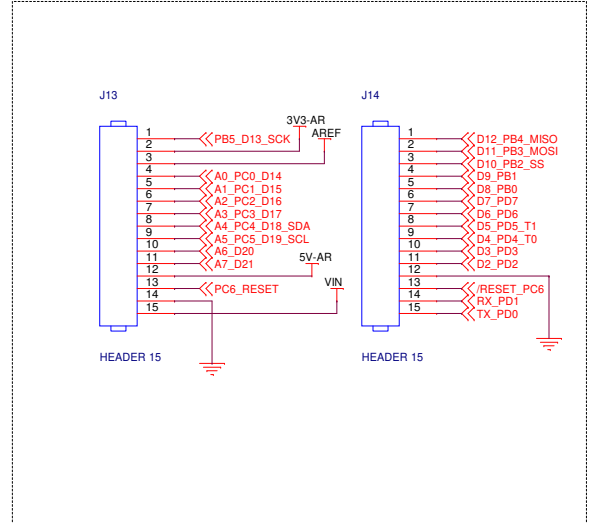 J13
J14
3V3-AR
AREF
1
PB5_D13_SCK
2
3
4
A0_PC0_D14
5
A1_PC1_D15
6
A2_PC2_D16
7
A3_PC3_D17
8
A4_PC4_D18_SDA
9
A5_PC5_D19_SCL
10
A6_D20
11
A7_D21
5V-AR
12
13
PC6_RESET
VIN
14
15
HEADER 15
1
D12_PB4_MISO
2
D11_PB3_MOSI
3
D10_PB2_SS
4
D9_PB1
5
D8_PB0
6
D7_PD7
7
D6_PD6
8
D5_PD5_T1
9
D4_PD4_T0
10
D3_PD3
11
D2_PD2
12
13
/RESET_PC6
14
RX_PD1
15
TX_PD0
HEADER 15